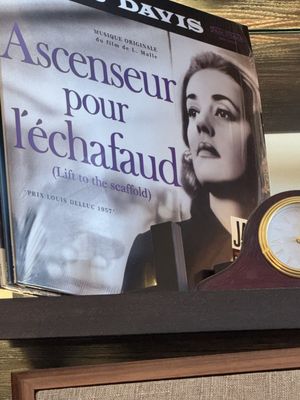 DAVIS
MUSIQUE ORIGINALE
du film de L. Malle
Ascenseur
pour
l'échafaud
(Lift to the scaffold)
"PRIX LOUIS DELLUC 1957"